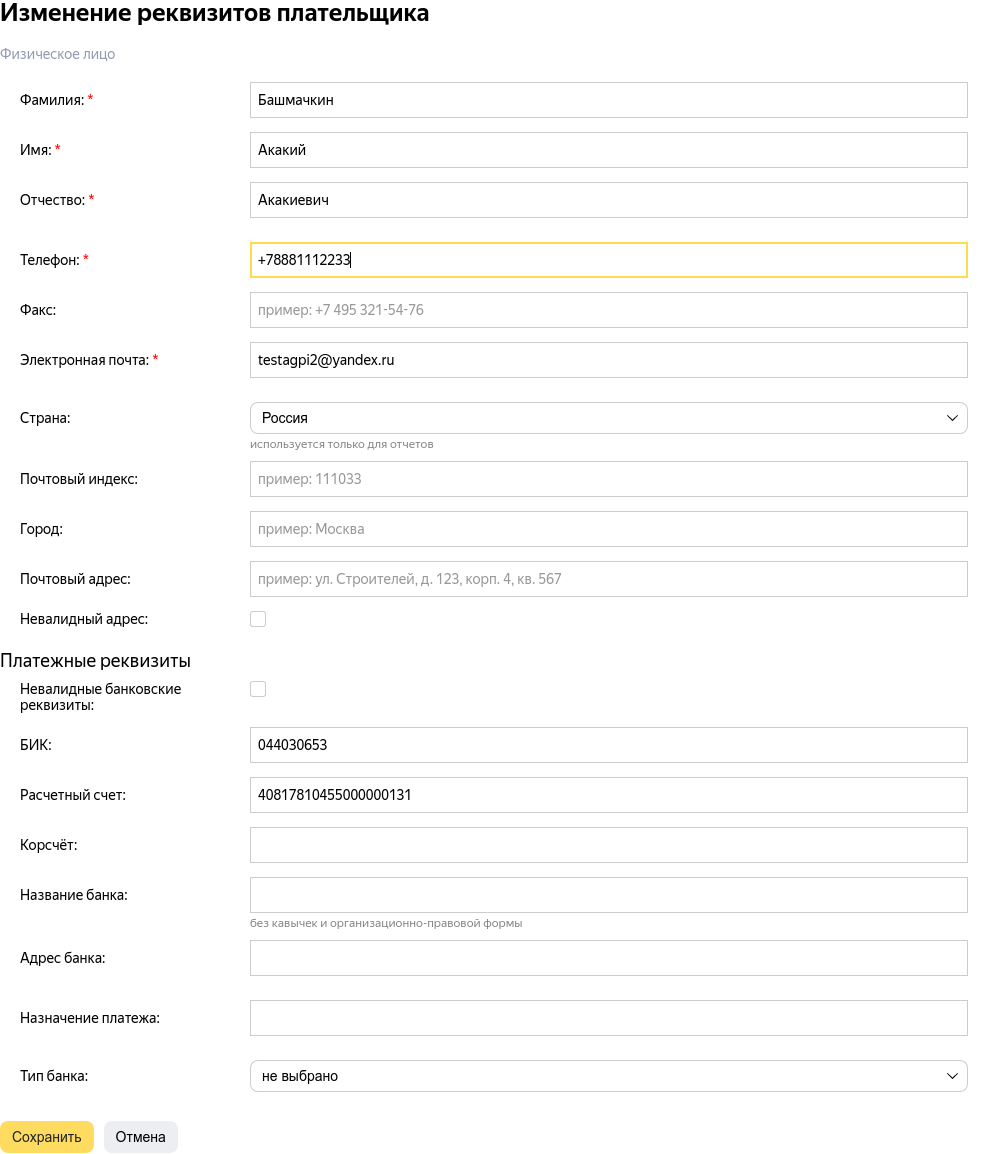 Изменение реквизитов плательщика
Физическое лицо
Фамилия: * Башмачкин
Имя: * Акакий
Отчество: * Акакиевич
Телефон: * +78881112233
Факс: пример: +7 495 321-54-76
Электронная почта: * testagpi2@yandex.ru
Страна: Россия
используется только для отчетов
Почтовый индекс: пример: 111033
Город: пример: Москва
Почтовый адрес: пример: ул. Строителей, д. 123, корп. 4, кв. 567
Невалидный адрес:
Платежные реквизиты
Невалидные банковские
реквизиты:
БИК: 044030653
Расчетный счет: 40817810455000000131
Корсчёт:
Название банка:
без кавычек и организационно-правовой формы
Адрес банка:
Назначение платежа:
Тип банка: не выбрано
Сохранить Отмена